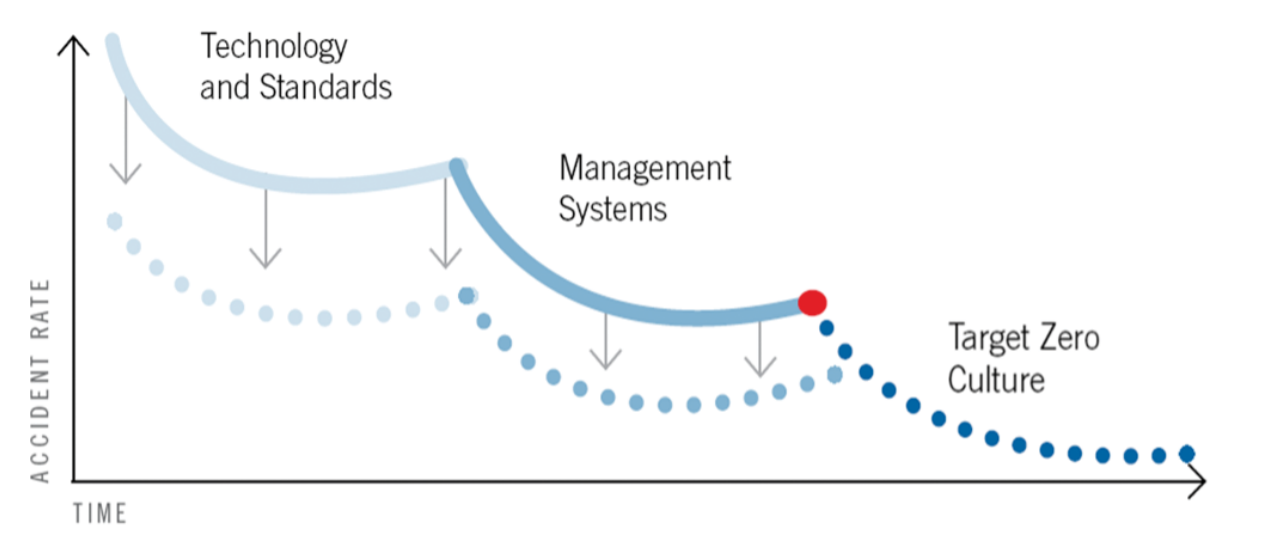 Technology
and Standards
Management
Systems
Target Zero
Culture
ACCIDENT RATE
TIME